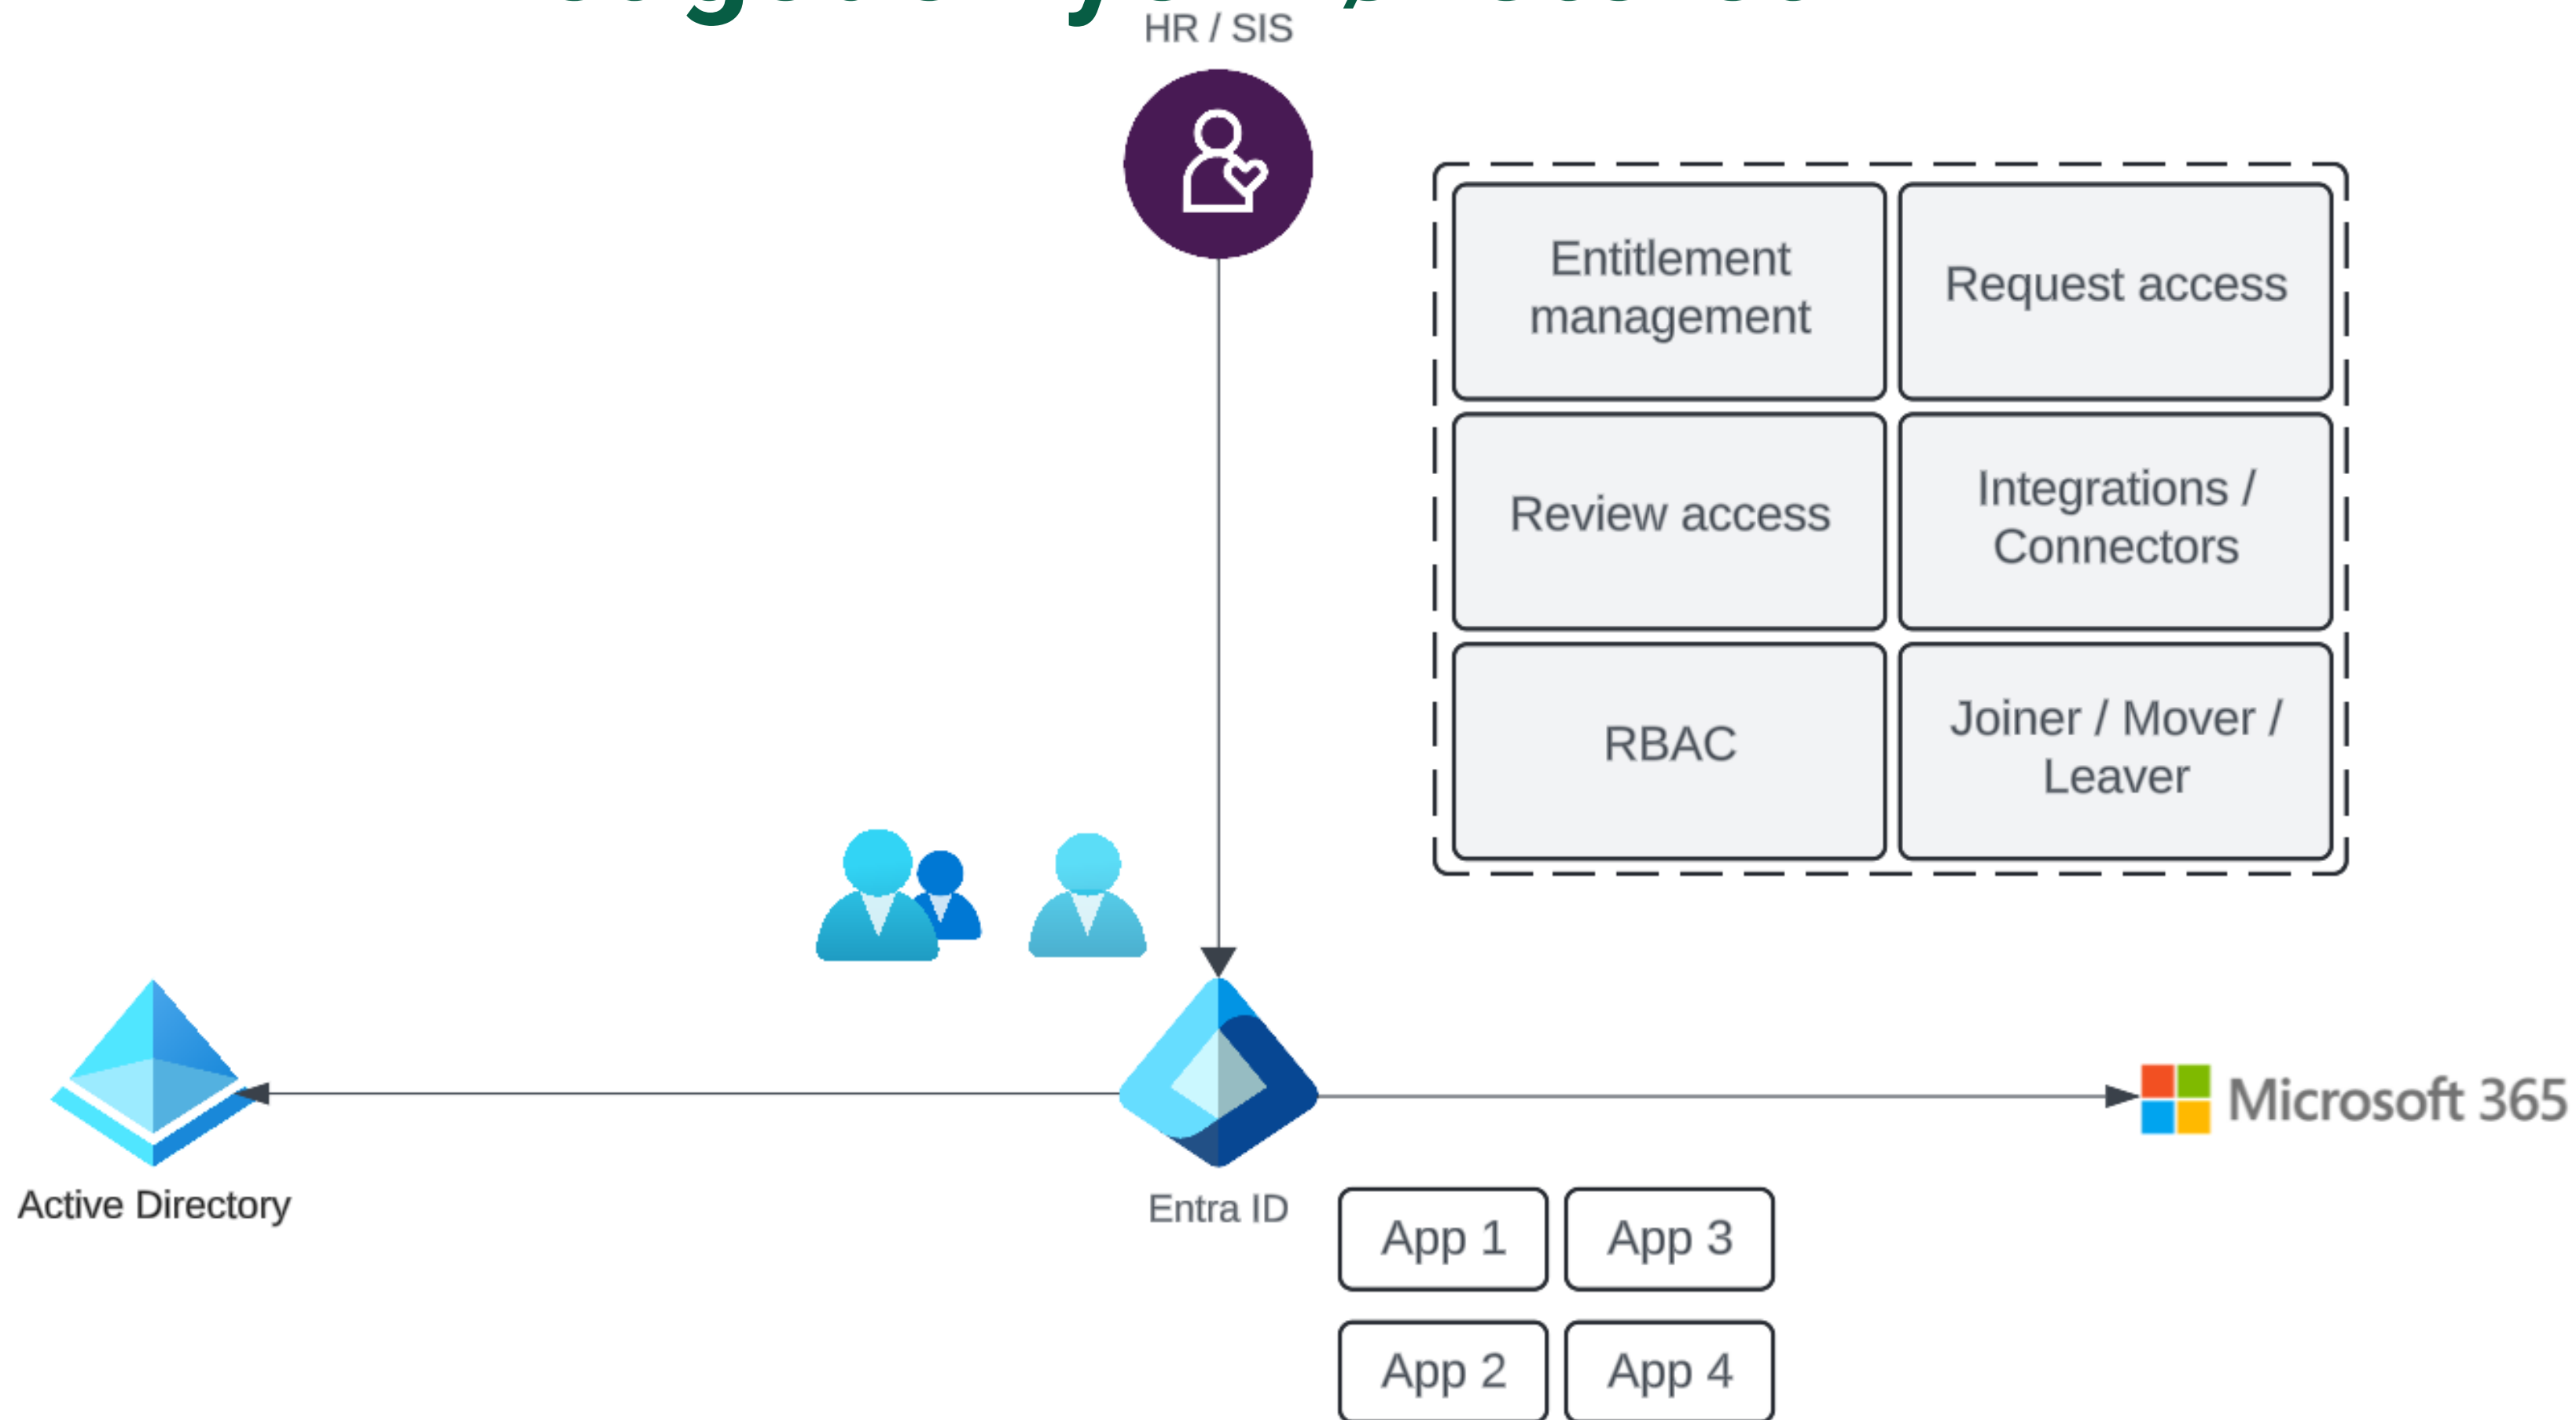 HR / SIS
Entitlement
management
Request access
Review access
Integrations /
Connectors
RBAC
Joiner / Mover /
Leaver
Microsoft 365
Active Directory
Entra ID
App 1
App 3
App 2
App 4